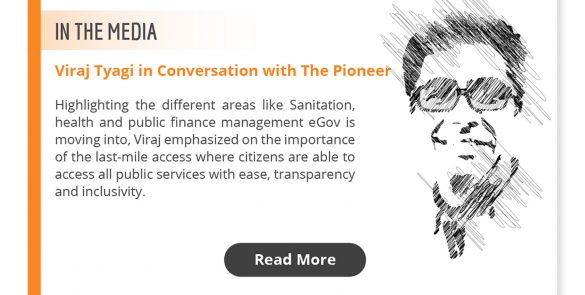 IN THE MEDIA
Viraj Tyagi in Conversation with The Pioneer
Highlighting the different areas like Sanitation,
health and public finance management eGov is
moving into, Viraj emphasized on the importance
of the last-mile access where citizens are able to
access all public services with ease, transparency
and inclusivity.
Read More